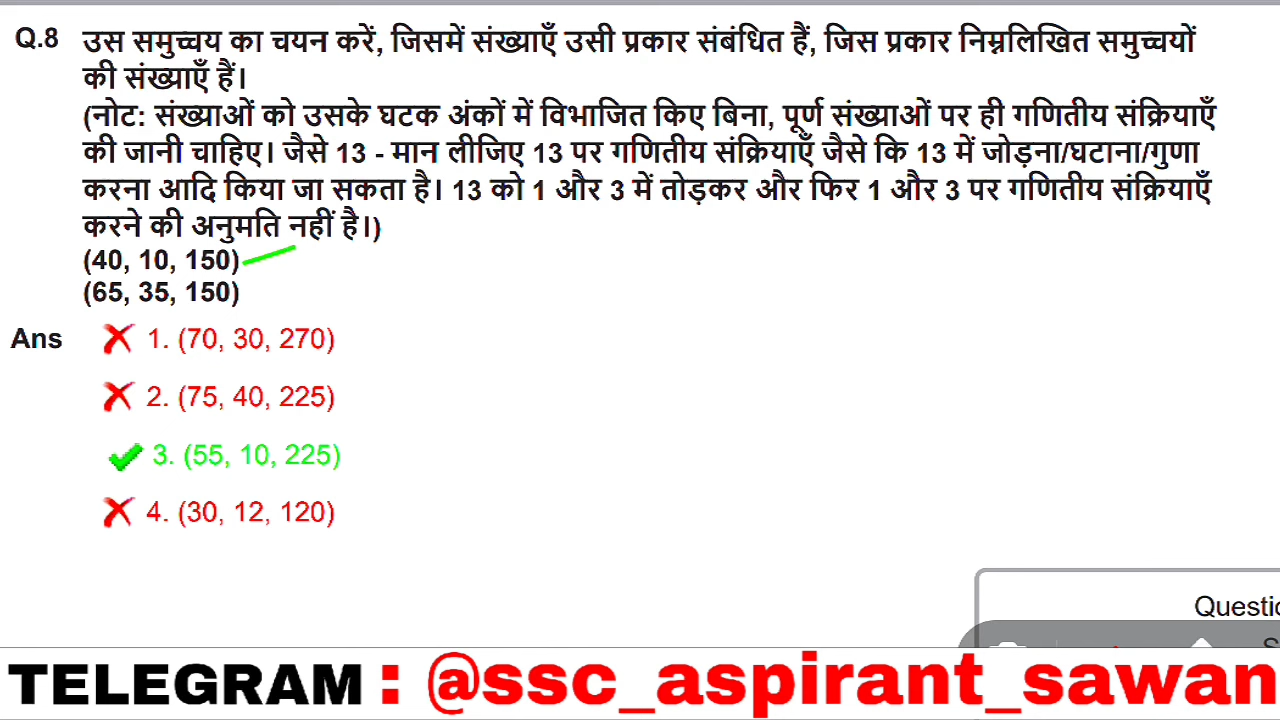 Q.8 उस समुच्चय का चयन करें, जिसमें संख्याएँ उसी प्रकार संबंधित हैं, जिस प्रकार निम्नलिखित समुच्चयों
की संख्याएँ हैं।
(नोट: संख्याओं को उसके घटक अंकों में विभाजित किए बिना, पूर्ण संख्याओं पर ही गणितीय संक्रियाएँ
की जानी चाहिए। जैसे 13 - मान लीजिए 13 पर गणितीय संक्रियाएँ जैसे कि 13 में जोड़ना/घटाना/गुणा
करना आदि किया जा सकता है। 13 को 1 और 3 में तोड़कर और फिर 1 और 3 पर गणितीय संक्रियाएँ
करने की अनुमति नहीं है।)
(40, 10, 150)
(65, 35, 150)
Ans 1. (70, 30, 270)
2. (75, 40, 225)
3. (55, 10, 225)
4. (30, 12, 120)
TELEGRAM : @ssc_aspirant_sawan